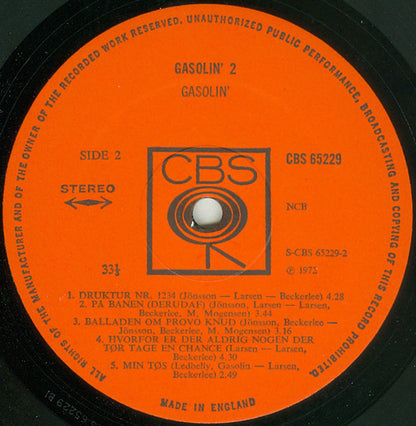 ALL RIGHTS OF THE MANUFACTURER AND OF THE OWNER OF THE RECORDED WORK RESERVED. UNAUTHORIZED PUBLIC PERFORMANCE, BROADCASTING AND COPYING OF THIS RECORD PROHIBITED.
GASOLIN' 2
GASOLIN'
SIDE 2
CBS
CBS 65229
STEREO
NCB
S-CBS 65229-2
33⅓
℗ 1972
1. DRUKTUR NR. 1234 (Jönsson — Larsen — Beckerlee) 4.28
2. PÅ BANEN (DERUDAF) (Jönsson — Larsen,
Beckerlee, M. Mogensen) 3.44
3. BALLADEN OM PROVO KNUD (Jönsson, Beckerlee —
Jönsson, Beckerlee, M. Mogensen) 3.16
4. HVORFOR ER DER ALDRIG NOGEN DER
TØR TAGE EN CHANCE (Larsen —
Larsen, Beckerlee) 4.30
5. MIN TØS (Ledbelly, Gasolin — Larsen,
Beckerlee) 2.49
MADE IN ENGLAND